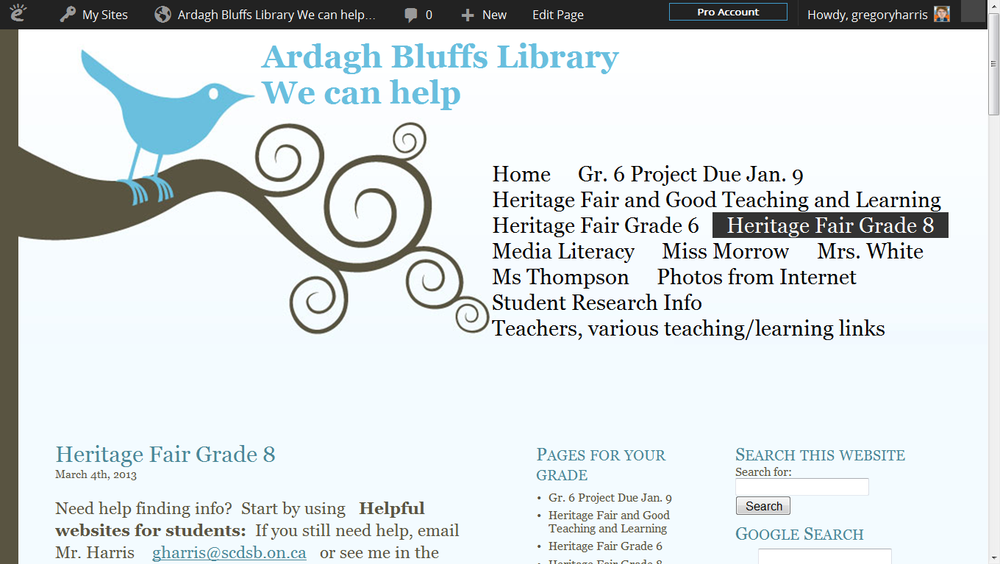 My Sites Ardagh Bluffs Library We can help... 0 New Edit Page Pro Account Howdy, gregoryharris
Ardagh Bluffs Library
We can help
Home Gr. 6 Project Due Jan. 9
Heritage Fair and Good Teaching and Learning
Heritage Fair Grade 6 Heritage Fair Grade 8
Media Literacy Miss Morrow Mrs. White
Ms Thompson Photos from Internet
Student Research Info
Teachers, various teaching/learning links
Heritage Fair Grade 8
March 4th, 2013
Need help finding info? Start by using Helpful
websites for students: If you still need help, email
Mr. Harris gharris@scdsb.on.ca or see me in the
Pages for your
grade
• Gr. 6 Project Due Jan. 9
• Heritage Fair and Good
Teaching and Learning
• Heritage Fair Grade 6
Heritage Fair Grade 8
Search this website
Search for:
Search
Google Search